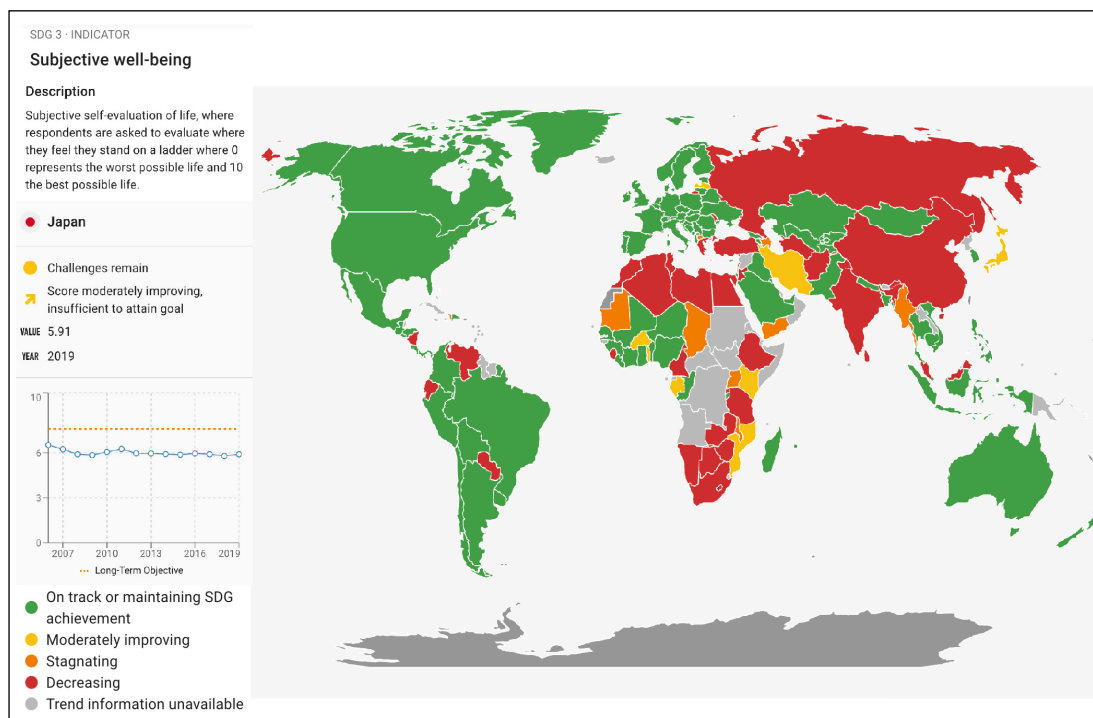 SDG 3 · INDICATOR
Subjective well-being
Description
Subjective self-evaluation of life, where
respondents are asked to evaluate where
they feel they stand on a ladder where 0
represents the worst possible life and 10
the best possible life.
Japan
Challenges remain
Score moderately improving,
insufficient to attain goal
VALUE 5.91
YEAR 2019
10
6
3
0
2007 2010 2013 2016 2019
Long-Term Objective
On track or maintaining SDG
achievement
Moderately improving
Stagnating
Decreasing
Trend information unavailable